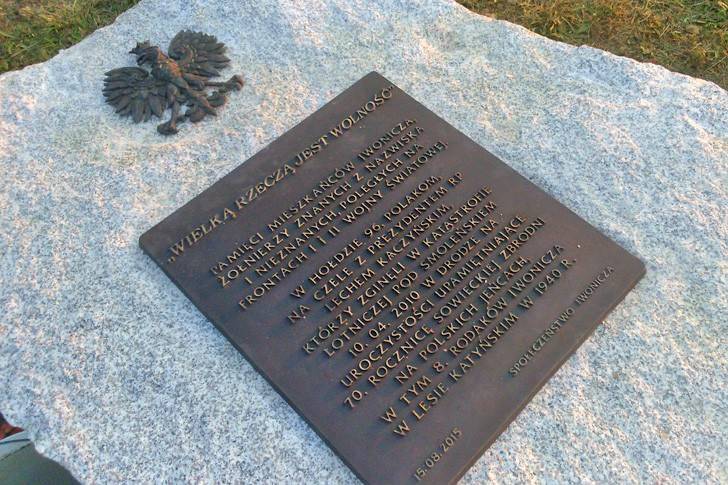 „WIELKĄ RZECZĄ JEST WOLNOŚĆ"
PAMIĘCI MIESZKAŃCÓW IWONICZA,
ŻOŁNIERZY ZNANYCH Z NAZWISKA
I NIEZNANYCH, POLEGŁYCH NA
FRONTACH I I II WOJNY ŚWIATOWEJ.
W HOŁDZIE 96. POLAKOM,
NA CZELE Z PREZYDENTEM RP
LECHEM KACZYŃSKIM,
KTÓRZY ZGINĘLI W KATASTROFIE
LOTNICZEJ POD SMOLEŃSKIEM
10. 04. 2010 W DRODZE NA
UROCZYSTOŚCI UPAMIĘTNIAJĄCE
70. ROCZNICĘ SOWIECKIEJ ZBRODNI
NA POLSKICH JEŃCACH,
W TYM 8. RODAKÓW IWONICZA
W LESIE KATYŃSKIM W 1940 R.
SPOŁECZEŃSTWO IWONICZA
15.08.2015